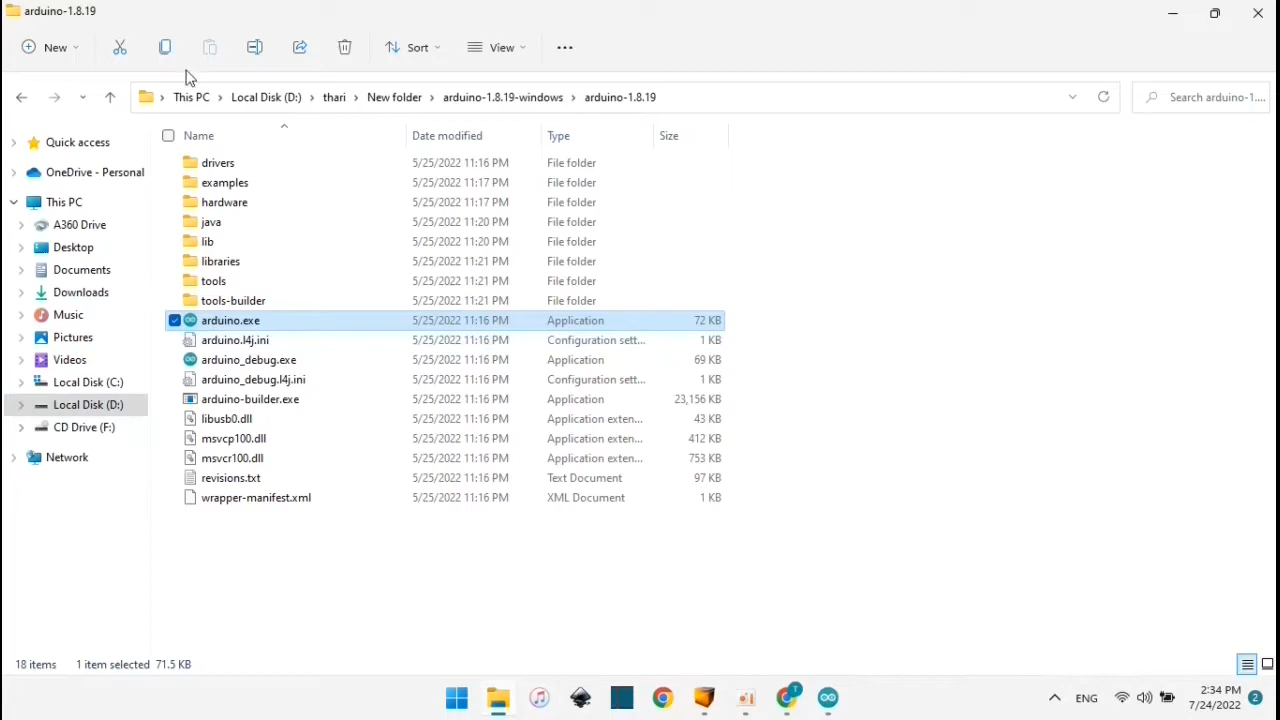 arduino-1.8.19
New
Sort
View
This PC
Local Disk (D:)
thari
New folder
arduino-1.8.19-windows
arduino-1.8.19
Search arduino-1....
Quick access
OneDrive - Personal
This PC
A360 Drive
Desktop
Documents
Downloads
Music
Pictures
Videos
Local Disk (C:)
Local Disk (D:)
CD Drive (F:)
Network
Name Date modified Type Size
drivers 5/25/2022 11:16 PM File folder
examples 5/25/2022 11:17 PM File folder
hardware 5/25/2022 11:17 PM File folder
java 5/25/2022 11:20 PM File folder
lib 5/25/2022 11:20 PM File folder
libraries 5/25/2022 11:21 PM File folder
tools 5/25/2022 11:21 PM File folder
tools-builder 5/25/2022 11:21 PM File folder
arduino.exe 5/25/2022 11:16 PM Application 72 KB
arduino.l4j.ini 5/25/2022 11:16 PM Configuration sett... 1 KB
arduino_debug.exe 5/25/2022 11:16 PM Application 69 KB
arduino_debug.l4j.ini 5/25/2022 11:16 PM Configuration sett... 1 KB
arduino-builder.exe 5/25/2022 11:16 PM Application 23,156 KB
libusb0.dll 5/25/2022 11:16 PM Application exten... 43 KB
msvcp100.dll 5/25/2022 11:16 PM Application exten... 412 KB
msvcr100.dll 5/25/2022 11:16 PM Application exten... 753 KB
revisions.txt 5/25/2022 11:16 PM Text Document 97 KB
wrapper-manifest.xml 5/25/2022 11:16 PM XML Document 1 KB
18 items 1 item selected 71.5 KB
T
ENG
2:34 PM
7/24/2022
2